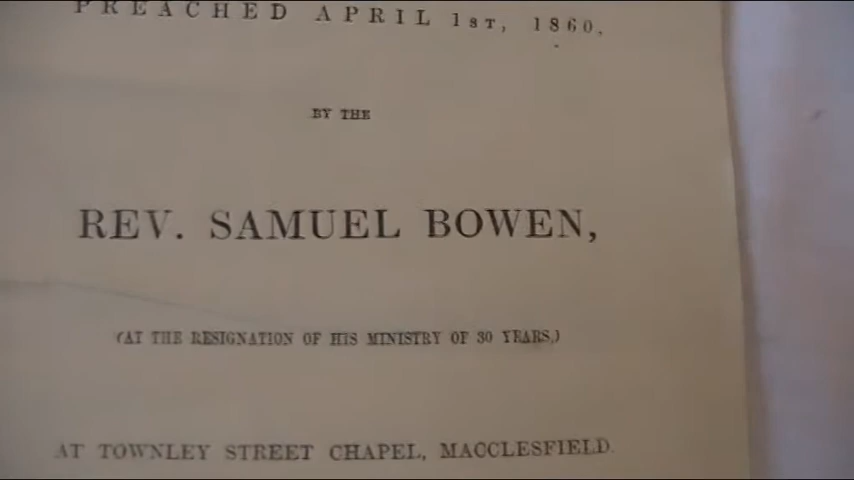 PREACHED APRIL 1ST, 1860,
BY THE
REV. SAMUEL BOWEN,
(AT THE RESIGNATION OF HIS MINISTRY OF 30 YEARS,)
AT TOWNLEY STREET CHAPEL, MACCLESFIELD.